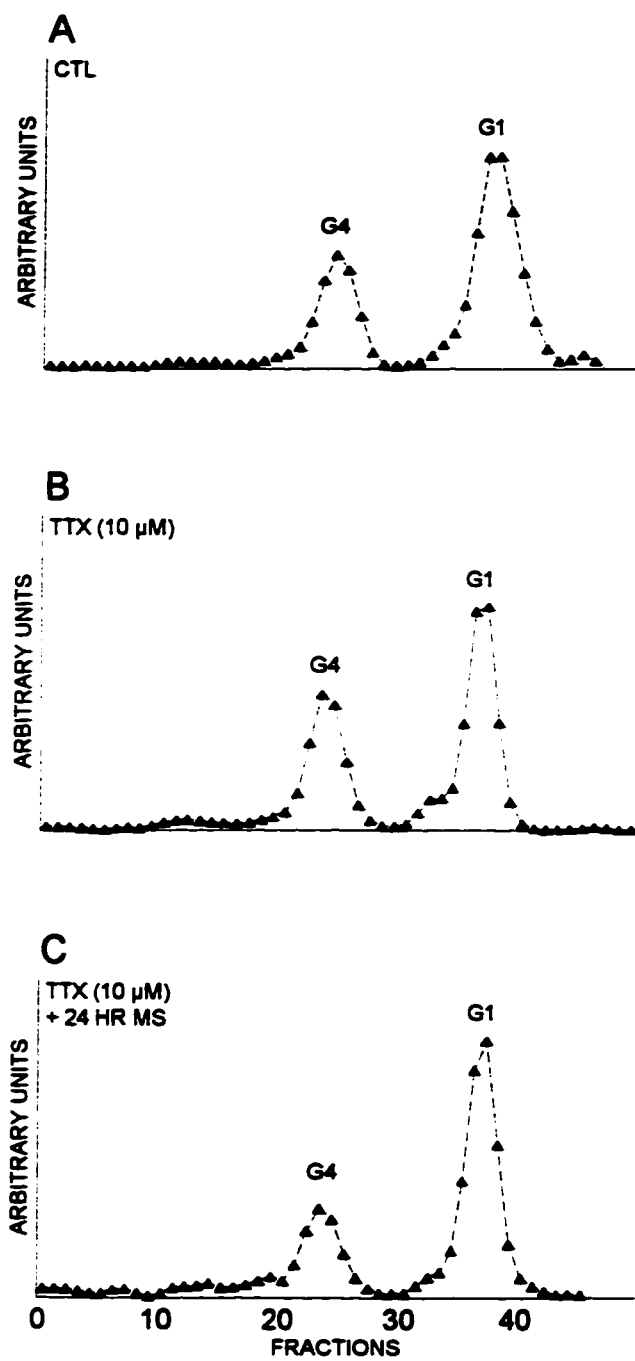 A
CTL
G1
G4
ARBITRARY UNITS
B
TTX (10 µM)
G1
G4
ARBITRARY UNITS
C
TTX (10 µM)
+ 24 HR MS
G1
G4
ARBITRARY UNITS
0 10 20 30 40
FRACTIONS